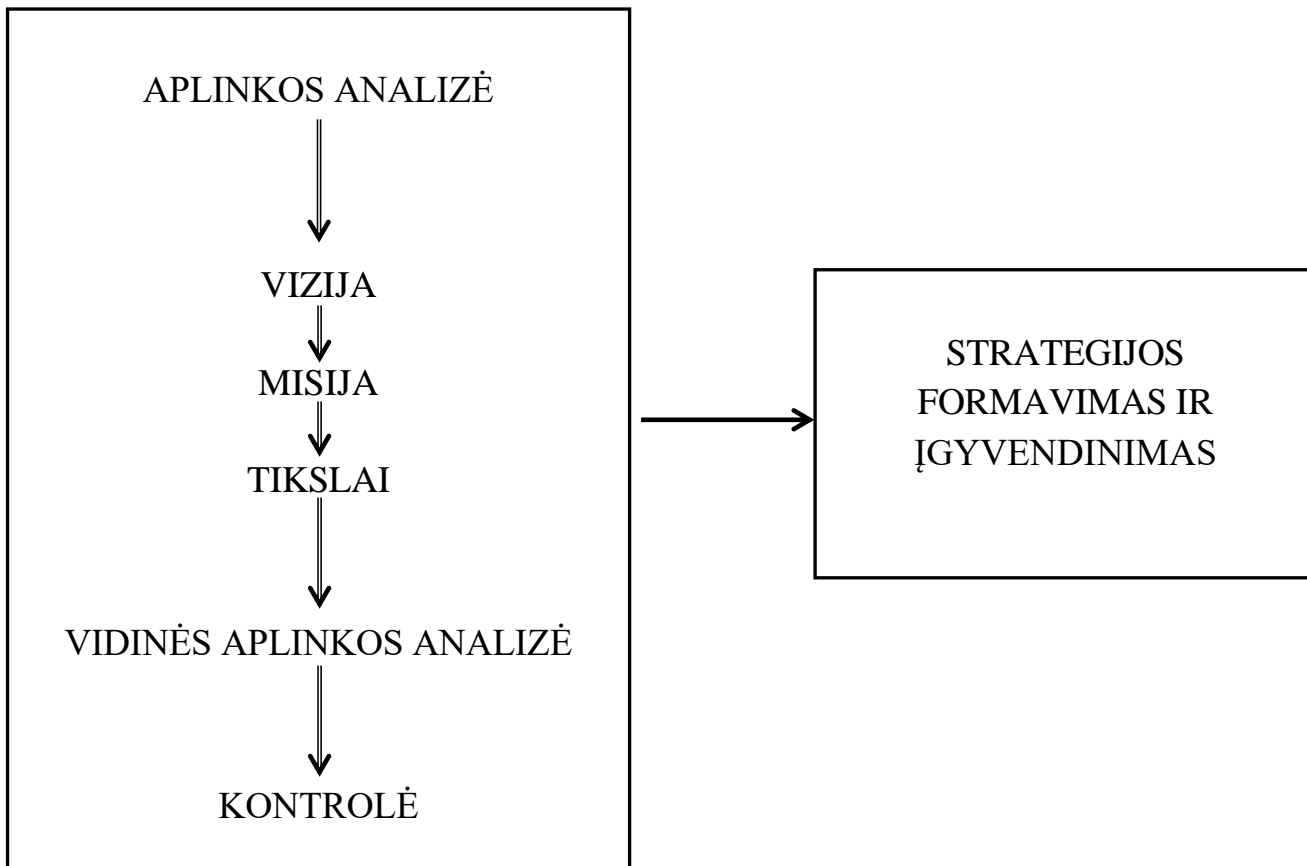 APLINKOS ANALIZĖ
VIZIJA
MISIJA
TIKSLAI
VIDINĖS APLINKOS ANALIZĖ
KONTROLĖ
STRATEGIJOS
FORMAVIMAS IR
ĮGYVENDINIMAS